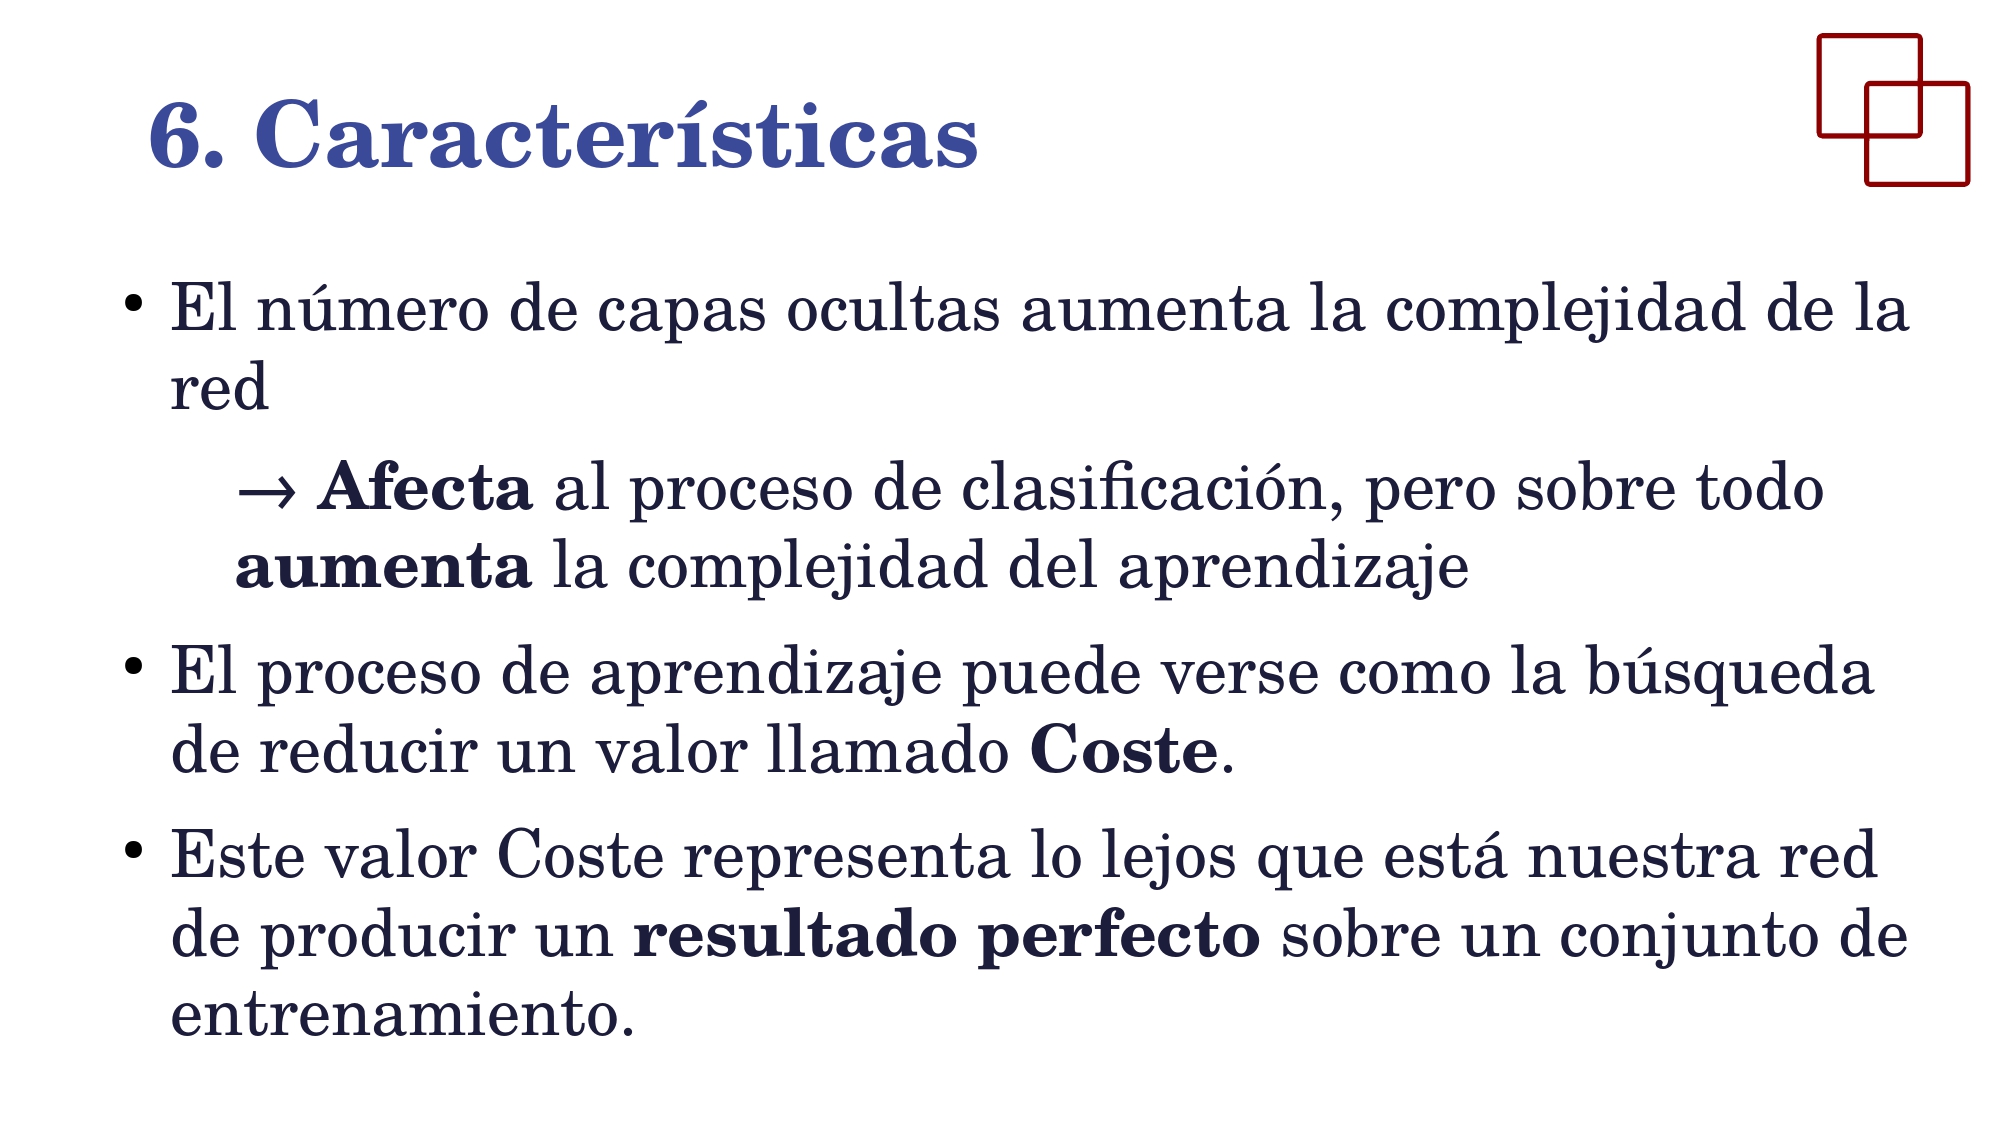 6. Características
• El número de capas ocultas aumenta la complejidad de la
red
→ Afecta al proceso de clasificación, pero sobre todo
aumenta la complejidad del aprendizaje
• El proceso de aprendizaje puede verse como la búsqueda
de reducir un valor llamado Coste.
• Este valor Coste representa lo lejos que está nuestra red
de producir un resultado perfecto sobre un conjunto de
entrenamiento.